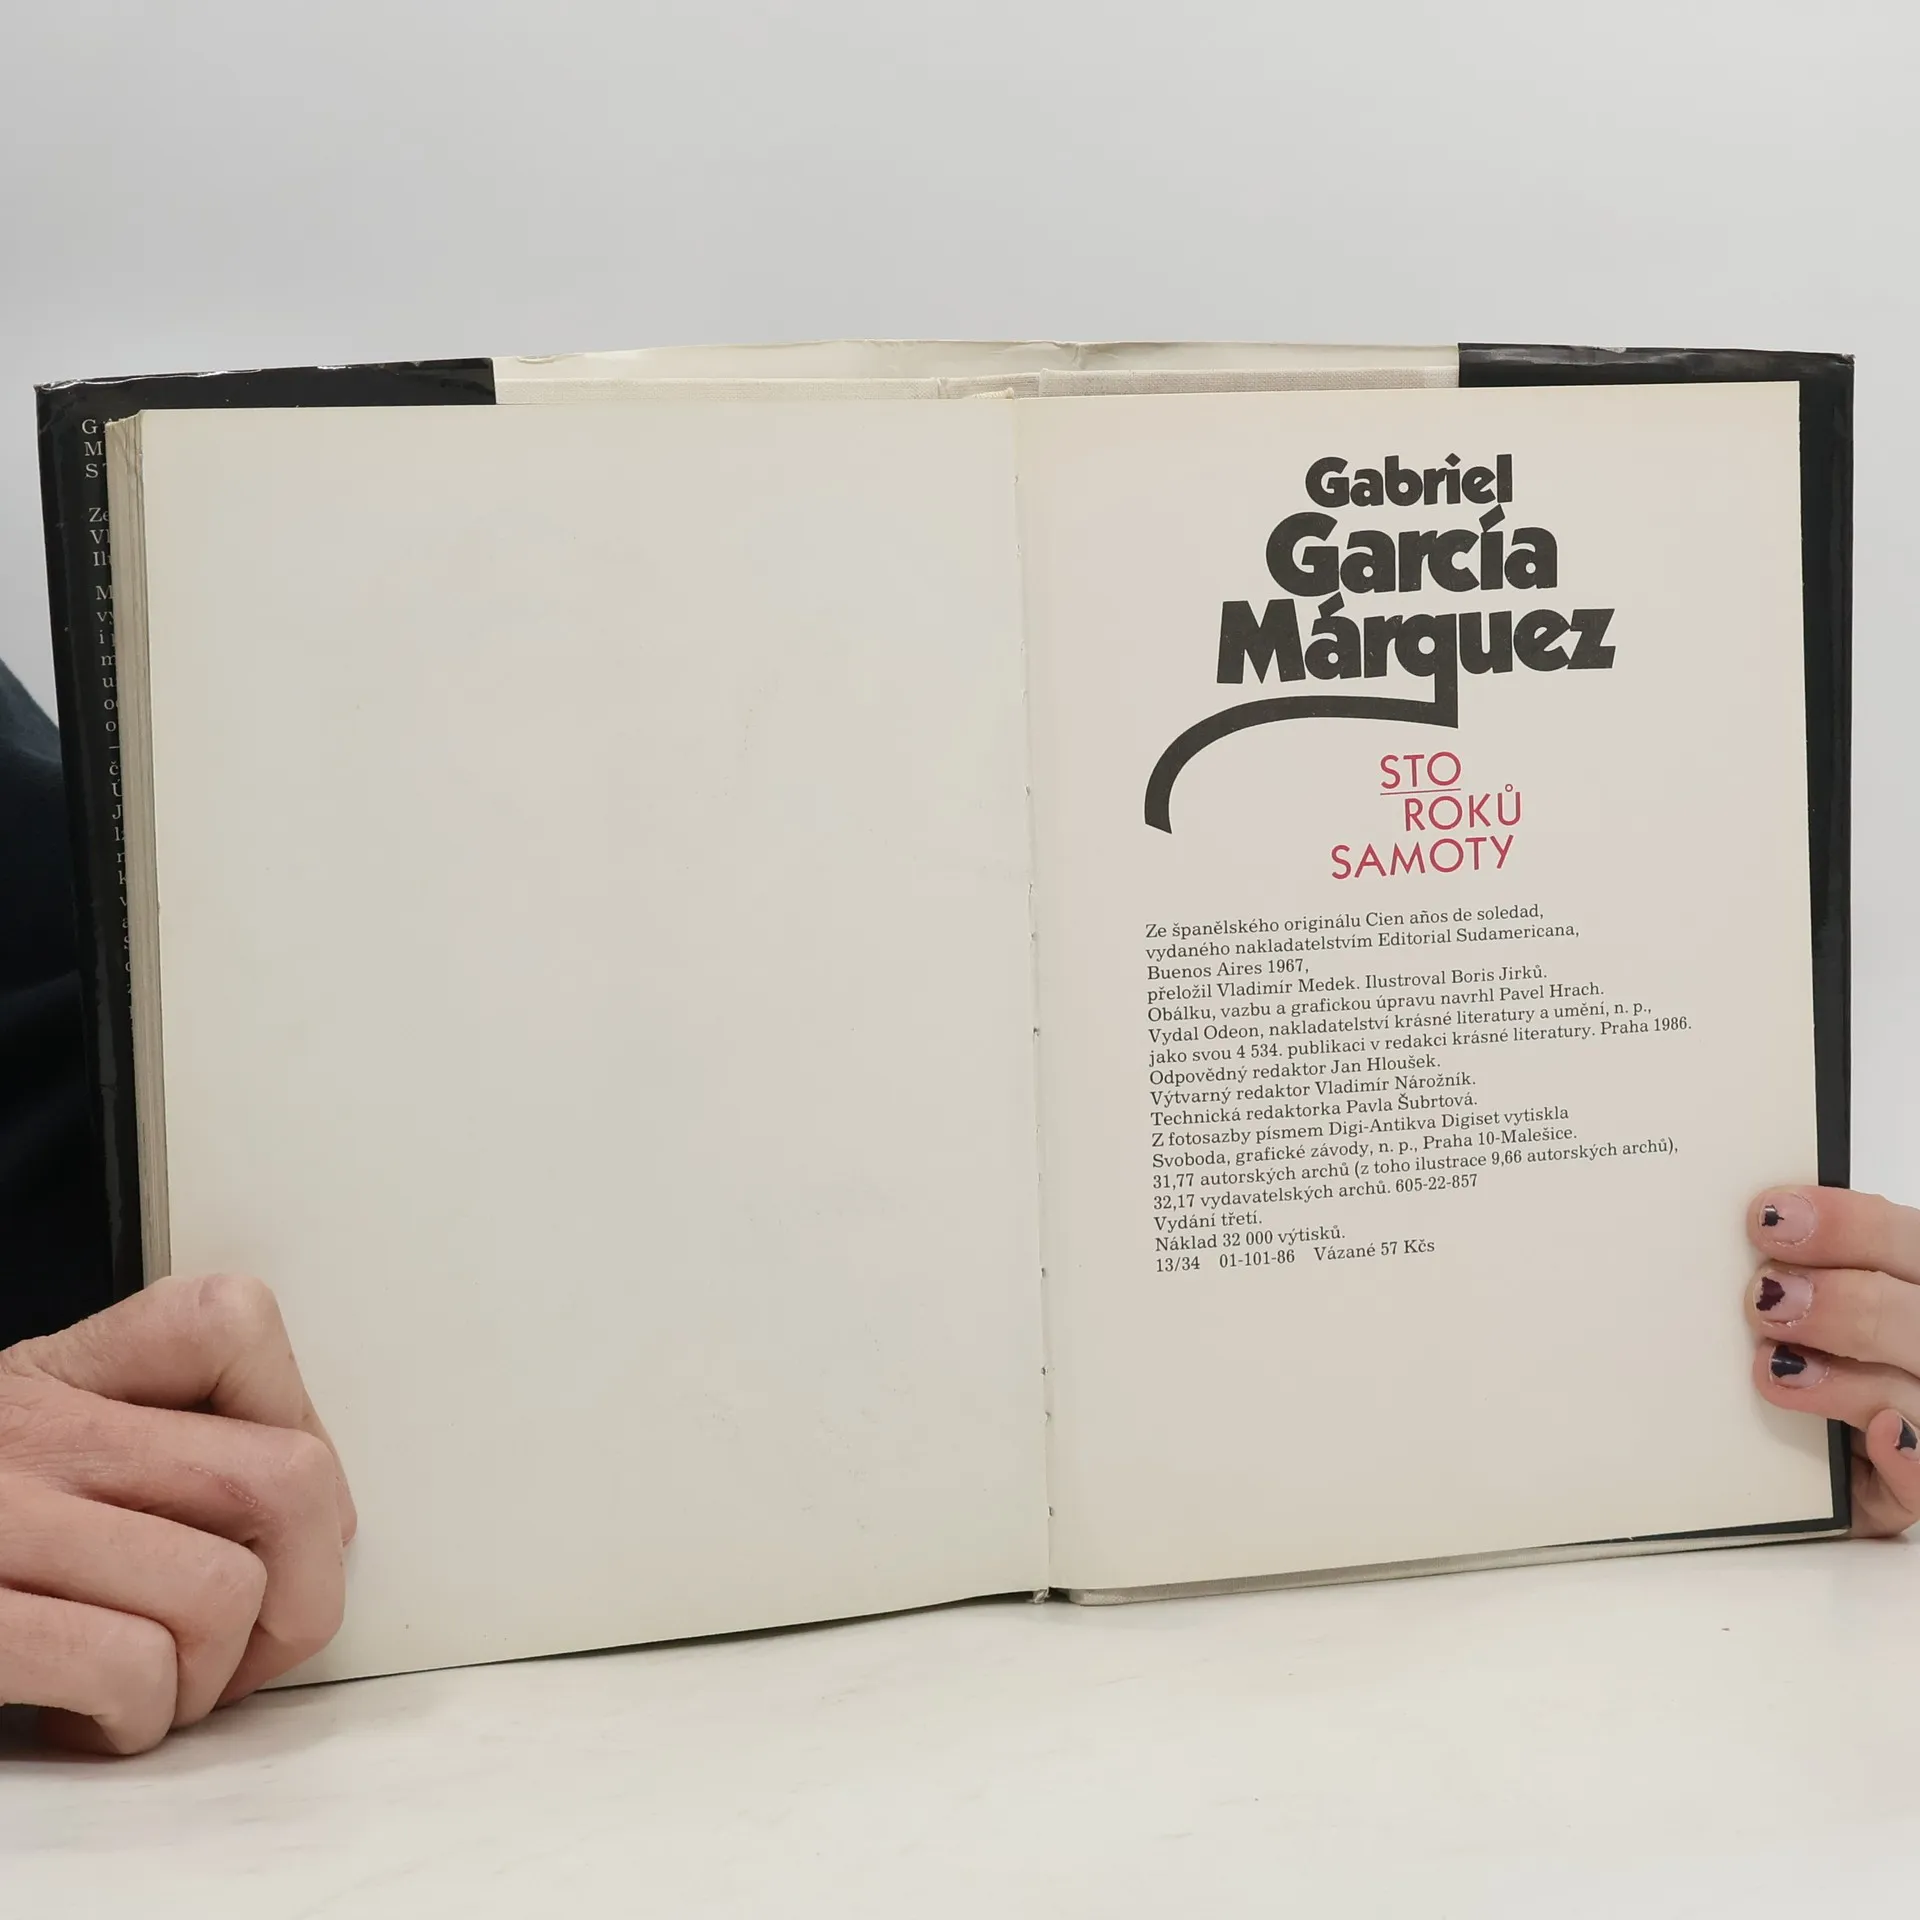 Gabriel
García
Márquez
STO
ROKŮ
SAMOTY
Ze španělského originálu Cien años de soledad,
vydaného nakladatelstvím Editorial Sudamericana,
Buenos Aires 1967,
přeložil Vladimír Medek. Ilustroval Boris Jirků.
Obálku, vazbu a grafickou úpravu navrhl Pavel Hrach.
Vydal Odeon, nakladatelství krásné literatury a umění, n. p.,
jako svou 4 534. publikaci v redakci krásné literatury. Praha 1986.
Odpovědný redaktor Jan Hloušek.
Výtvarný redaktor Vladimír Nárožník.
Technická redaktorka Pavla Šubrtová.
Z fotosazby písmem Digi-Antikva Digiset vytiskla
Svoboda, grafické závody, n. p., Praha 10-Malešice.
31,77 autorských archů (z toho ilustrace 9,66 autorských archů),
32,17 vydavatelských archů. 605-22-857
Vydání třetí.
Náklad 32 000 výtisků.
13/34 01-101-86 Vázané 57 Kčs